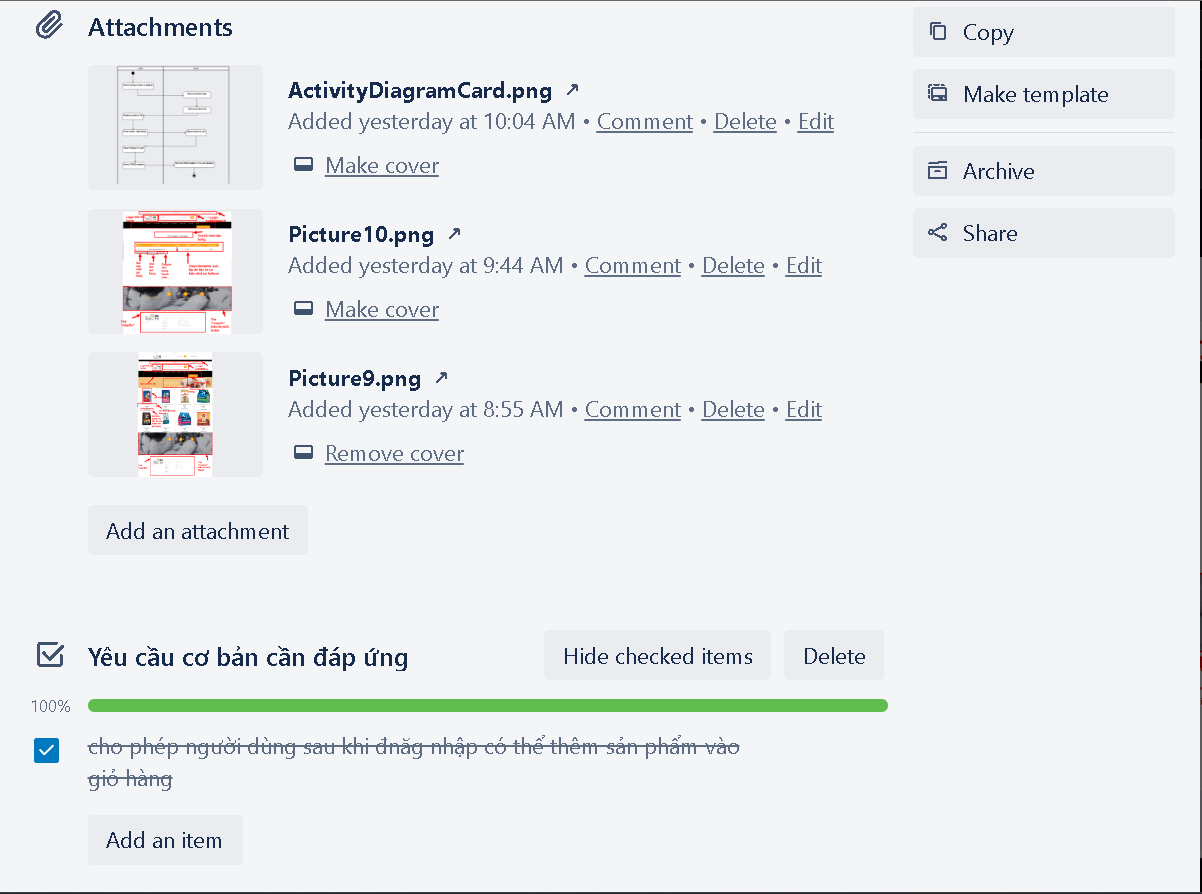 Attachments
ActivityDiagramCard.png
Added yesterday at 10:04 AM • Comment • Delete • Edit
Make cover
Picture10.png
Added yesterday at 9:44 AM • Comment • Delete • Edit
Make cover
Picture9.png
Added yesterday at 8:55 AM • Comment • Delete • Edit
Remove cover
Add an attachment
Yêu cầu cơ bản cần đáp ứng
Hide checked items
Delete
100%
cho phép người dùng sau khi đnăg nhập có thể thêm sản phẩm vào
giỏ hàng
Add an item
Copy
Make template
Archive
Share